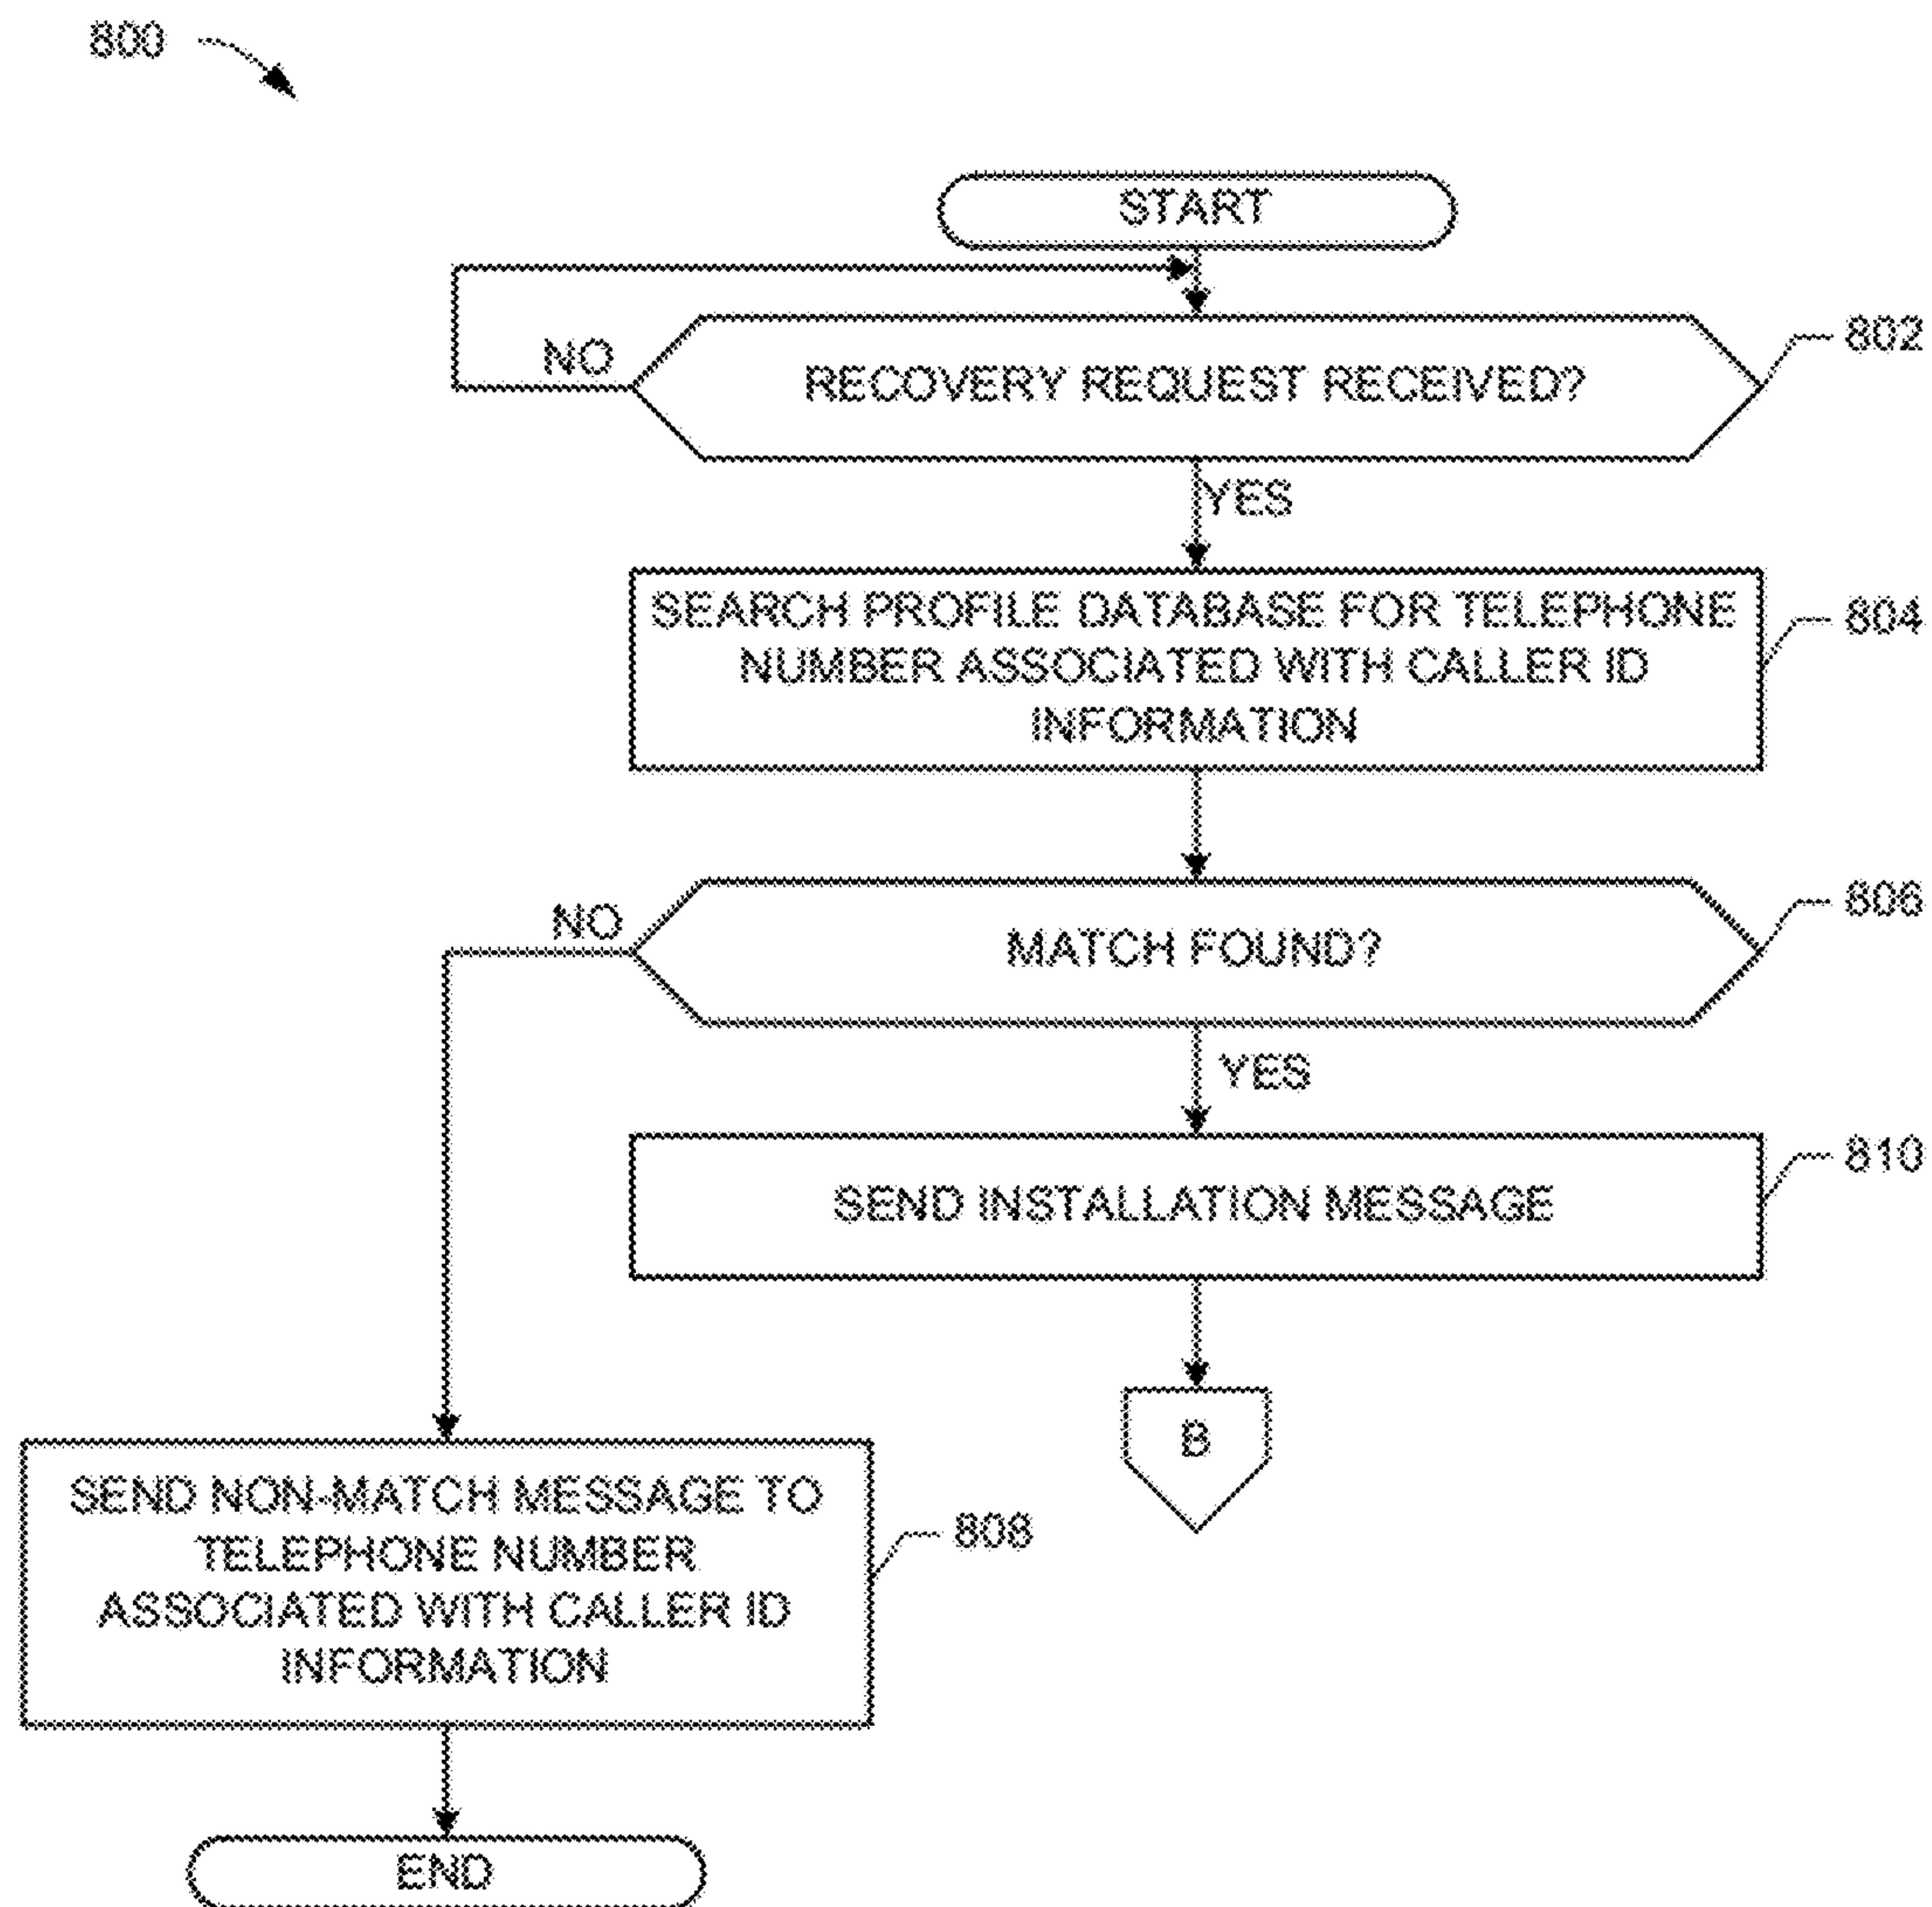 800
START
NO
RECOVERY REQUEST RECEIVED?
802
YES
SEARCH PROFILE DATABASE FOR TELEPHONE
NUMBER ASSOCIATED WITH CALLER ID
INFORMATION
804
NO
MATCH FOUND?
806
YES
SEND INSTALLATION MESSAGE
810
B
SEND NON-MATCH MESSAGE TO
TELEPHONE NUMBER
ASSOCIATED WITH CALLER ID
INFORMATION
808
END